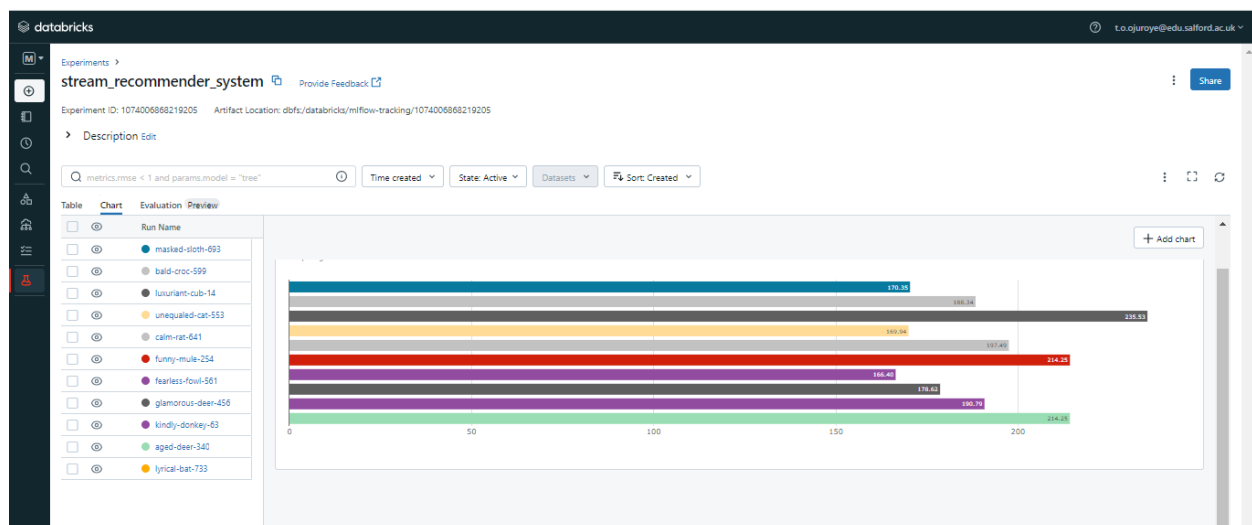 databricks
t.o.ojuroye@edu.salford.ac.uk
M
Experiments >
stream_recommender_system Provide Feedback
Share
Experiment ID: 1074006868219205 Artifact Location: dbfs:/databricks/mlflow-tracking/1074006868219205
Description Edit
metrics.rmse < 1 and params.model = "tree"
Time created
State: Active
Datasets
Sort: Created
Table Chart Evaluation Preview
Run Name
+ Add chart
masked-sloth-693
bald-croc-599
luxuriant-cub-14
unequaled-cat-553
calm-rat-641
funny-mule-254
fearless-fowl-561
glamorous-deer-456
kindly-donkey-63
aged-deer-340
lyrical-bat-733
170.35
188.34
235.53
169.94
197.49
214.25
166.40
178.62
190.79
214.25
0 50 100 150 200